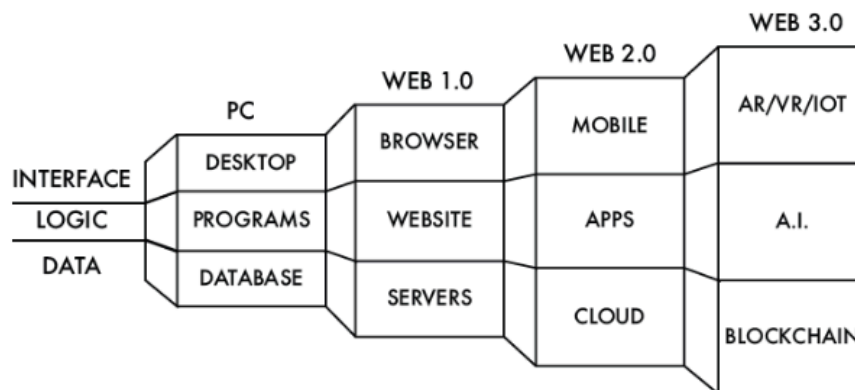 WEB 3.0
WEB 2.0
WEB 1.0
PC
AR/VR/IOT
MOBILE
BROWSER
DESKTOP
INTERFACE
LOGIC
PROGRAMS
WEBSITE
APPS
A.I.
DATA
DATABASE
SERVERS
CLOUD
BLOCKCHAIN